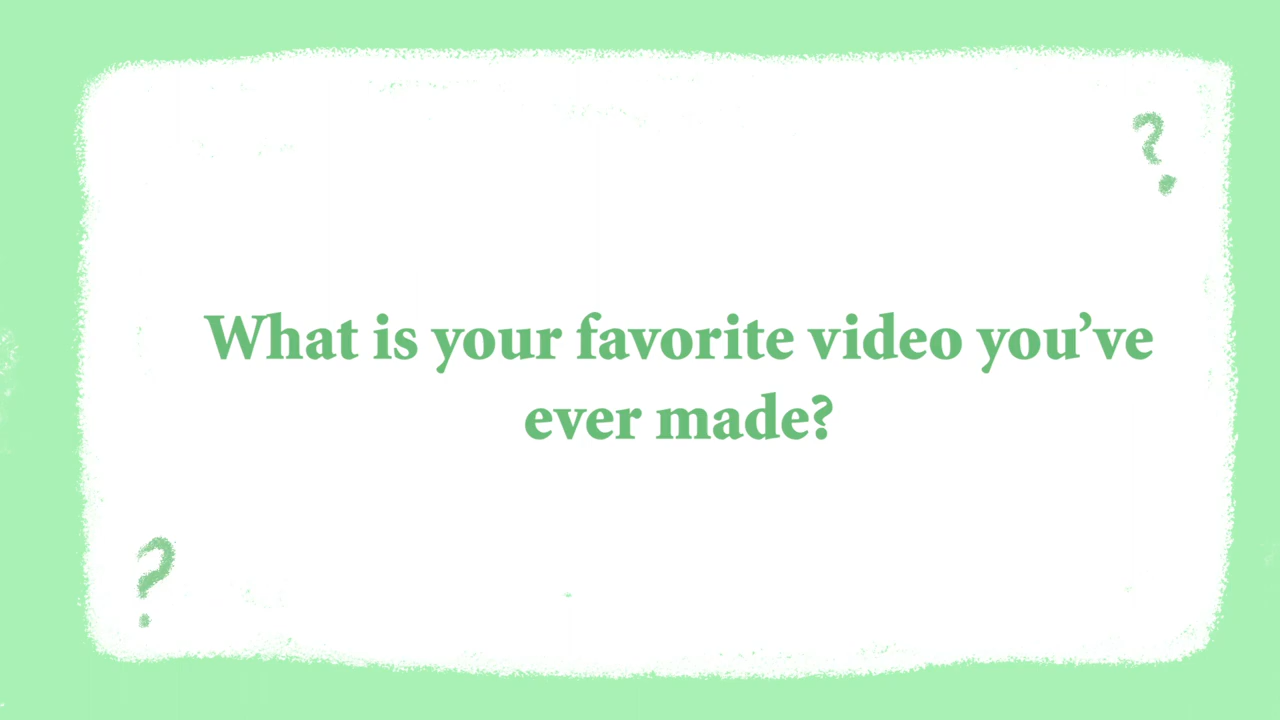 What is your favorite video you’ve
ever made?
?
?